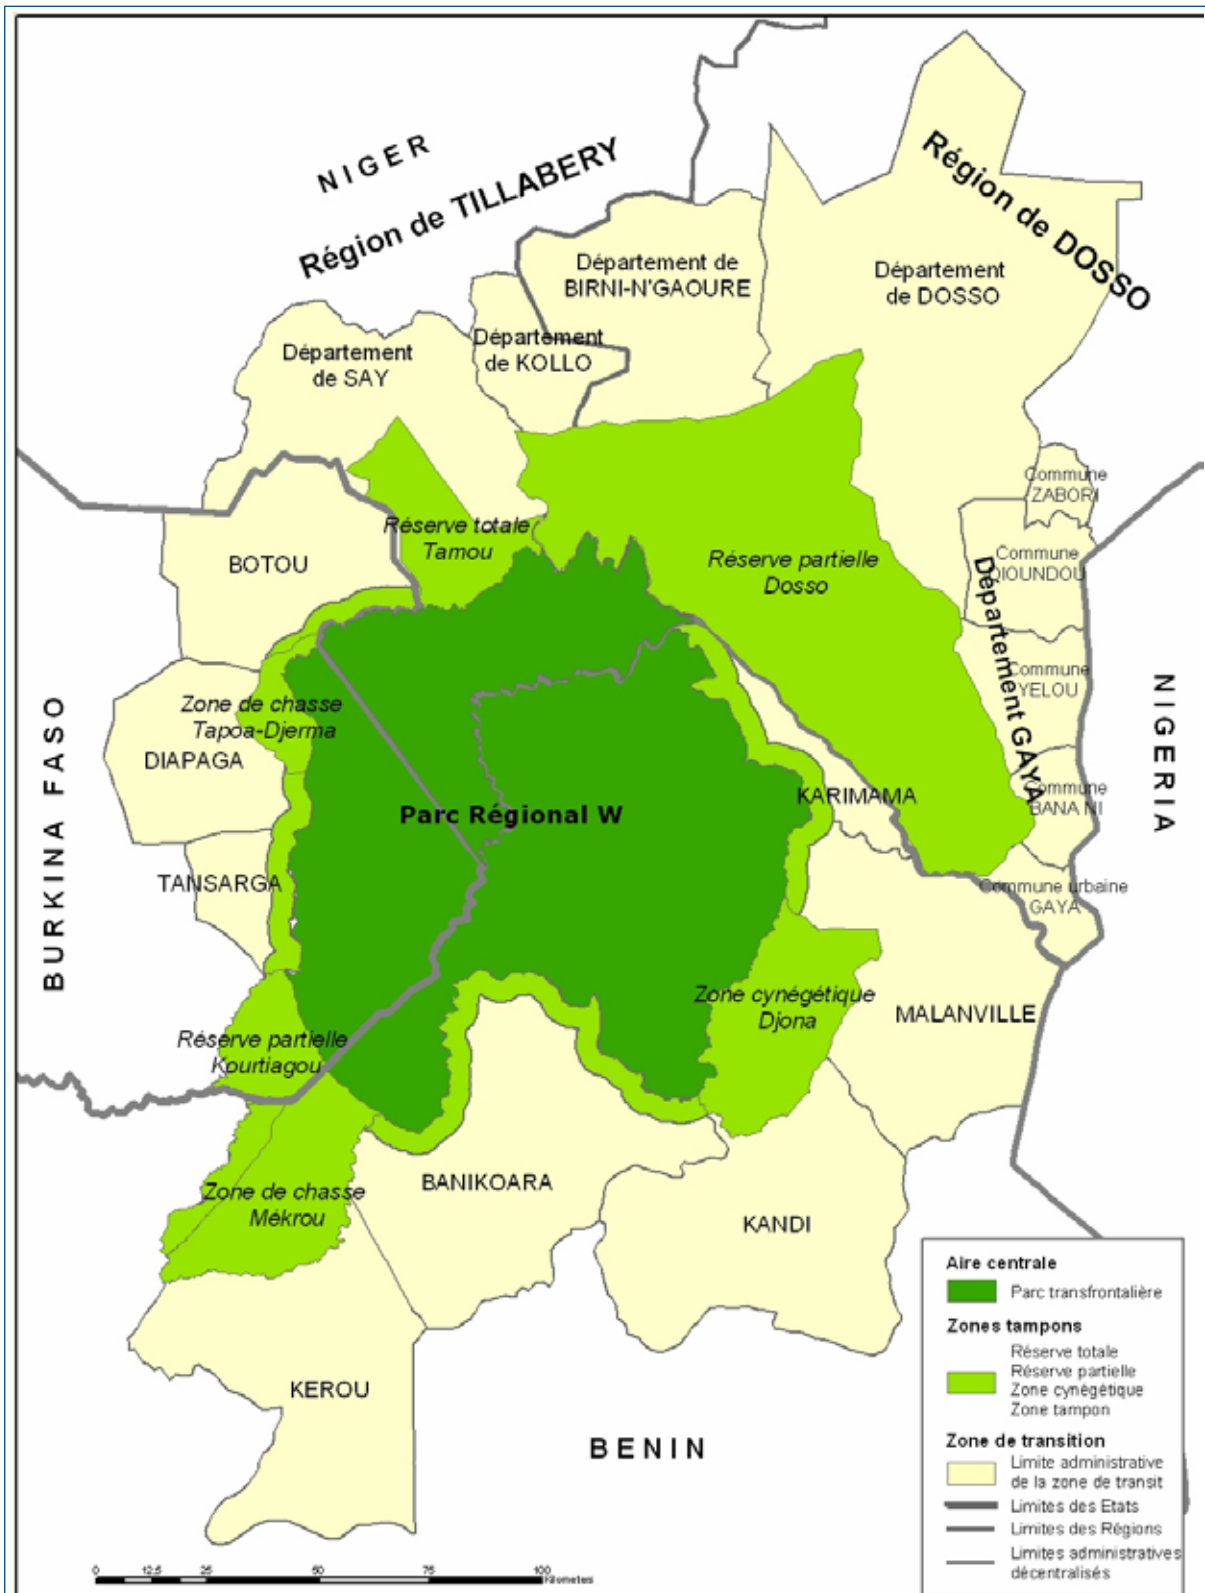 NIGER
Région de TILLABERY
Région de DOSSO
Département de
BIRNI-N'GAOURE
Département
de DOSSO
Département
de KOLLO
Département
de SAY
Commune
ZABORI
Réserve totale
Tamou
BOTOU
Réserve partielle
Dosso
Commune
DIOUNDOU
Département GAYA
Commune
YELOU
NIGERIA
BURKINA FASO
Zone de chasse
Tapoa-Djerma
DIAPAGA
KARIMAMA
Commune
BANA NI
Parc Régional W
TANSARGA
Commune urbaine
GAYA
Zone cynégétique
Djona
MALANVILLE
Réserve partielle
Kourtiagou
BANIKOARA
Zone de chasse
Mékrou
KANDI
KEROU
BENIN
Aire centrale
Parc transfrontalière
Zones tampons
Réserve totale
Réserve partielle
Zone cynégétique
Zone tampon
Zone de transition
Limite administrative
de la zone de transit
Limites des Etats
Limites des Régions
Limites administratives
décentralisés
0 12,5 25 50 75 100
Kilometes